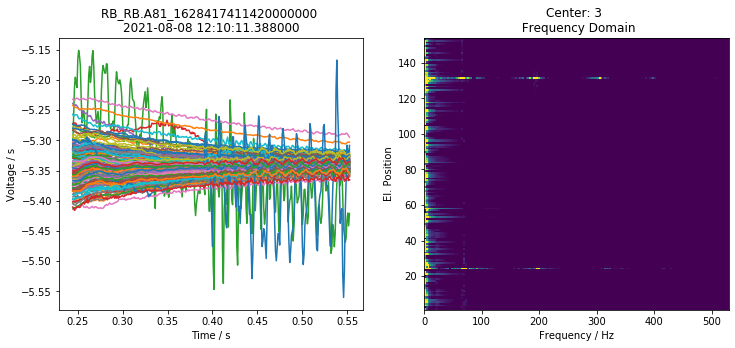 RB_RB.A81_1628417411420000000
2021-08-08 12:10:11.388000
Center: 3
Frequency Domain
−5.15
−5.20
−5.25
−5.30
−5.35
−5.40
−5.45
−5.50
−5.55
Voltage / s
0.25 0.30 0.35 0.40 0.45 0.50 0.55
Time / s
140
120
100
80
60
40
20
El. Position
0 100 200 300 400 500
Frequency / Hz